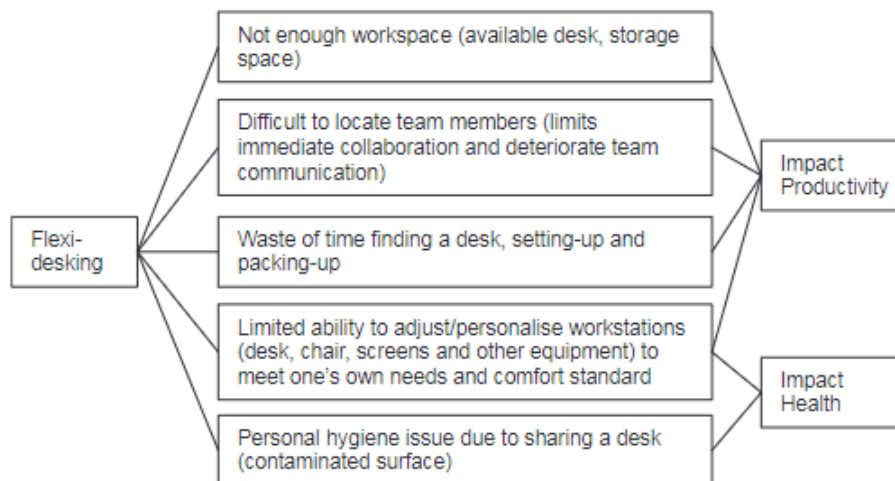 Not enough workspace (available desk, storage
space)
Difficult to locate team members (limits
immediate collaboration and deteriorate team
communication)
Impact
Productivity
Flexi-
desking
Waste of time finding a desk, setting-up and
packing-up
Limited ability to adjust/personalise workstations
(desk, chair, screens and other equipment) to
meet one's own needs and comfort standard
Impact
Health
Personal hygiene issue due to sharing a desk
(contaminated surface)